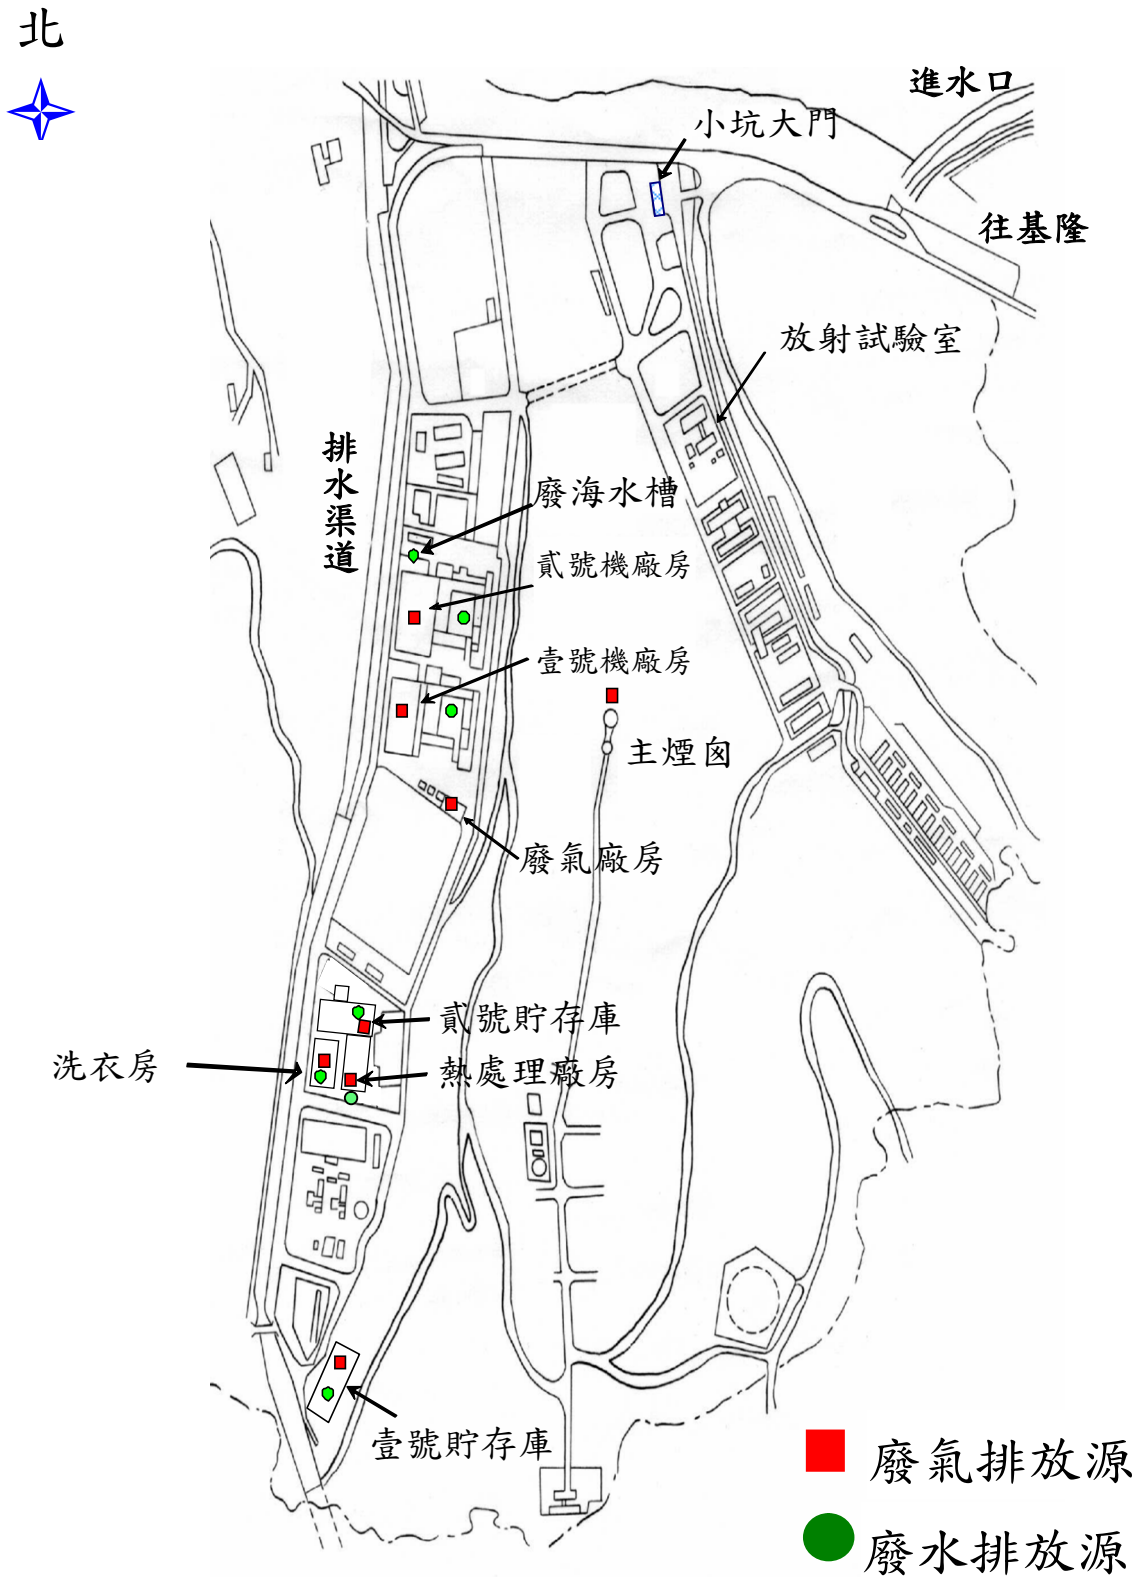 北
進水口
小坑大門
往基隆
放射試驗室
排水渠道
廢海水槽
貳號機廠房
壹號機廠房
主煙囪
廢氣廠房
貳號貯存庫
洗衣房
熱處理廠房
壹號貯存庫
廢氣排放源
廢水排放源